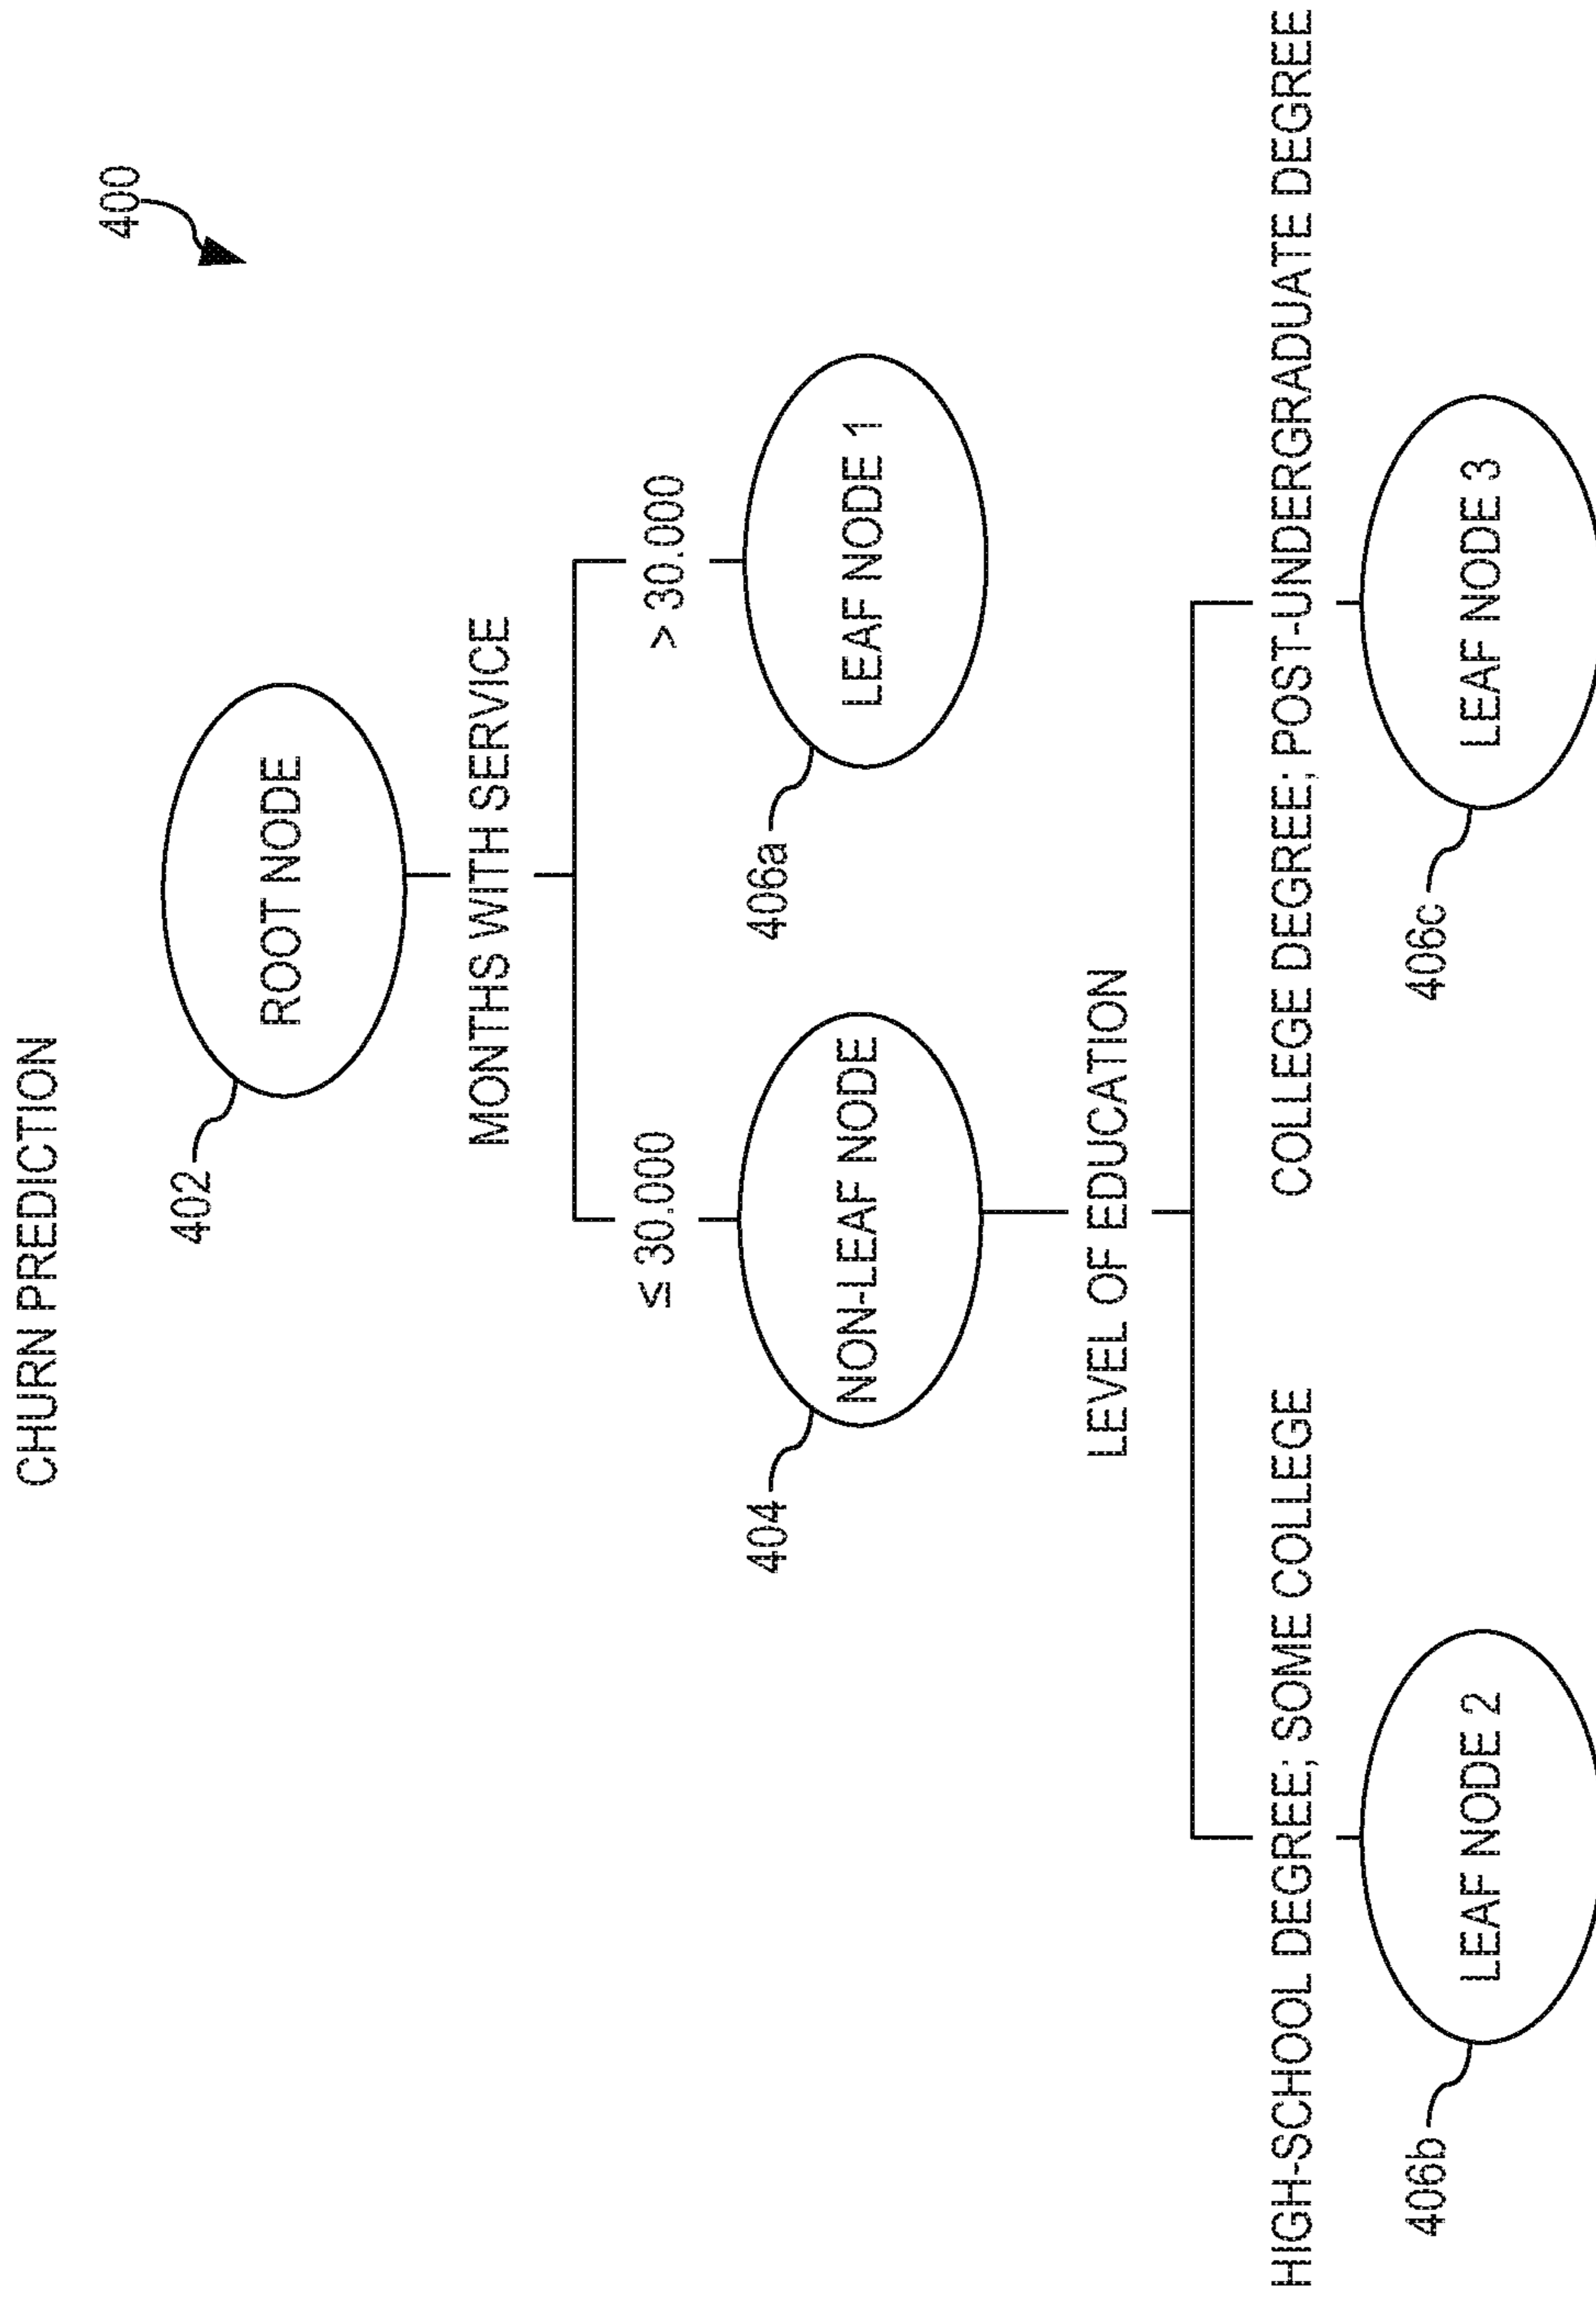 CHURN PREDICTION
400
402
ROOT NODE
MONTHS WITH SERVICE
≤ 30.000
> 30.000
404
NON-LEAF NODE
406a
LEAF NODE 1
LEVEL OF EDUCATION
HIGH-SCHOOL DEGREE; SOME COLLEGE
COLLEGE DEGREE; POST-UNDERGRADUATE DEGREE
406b
LEAF NODE 2
406c
LEAF NODE 3